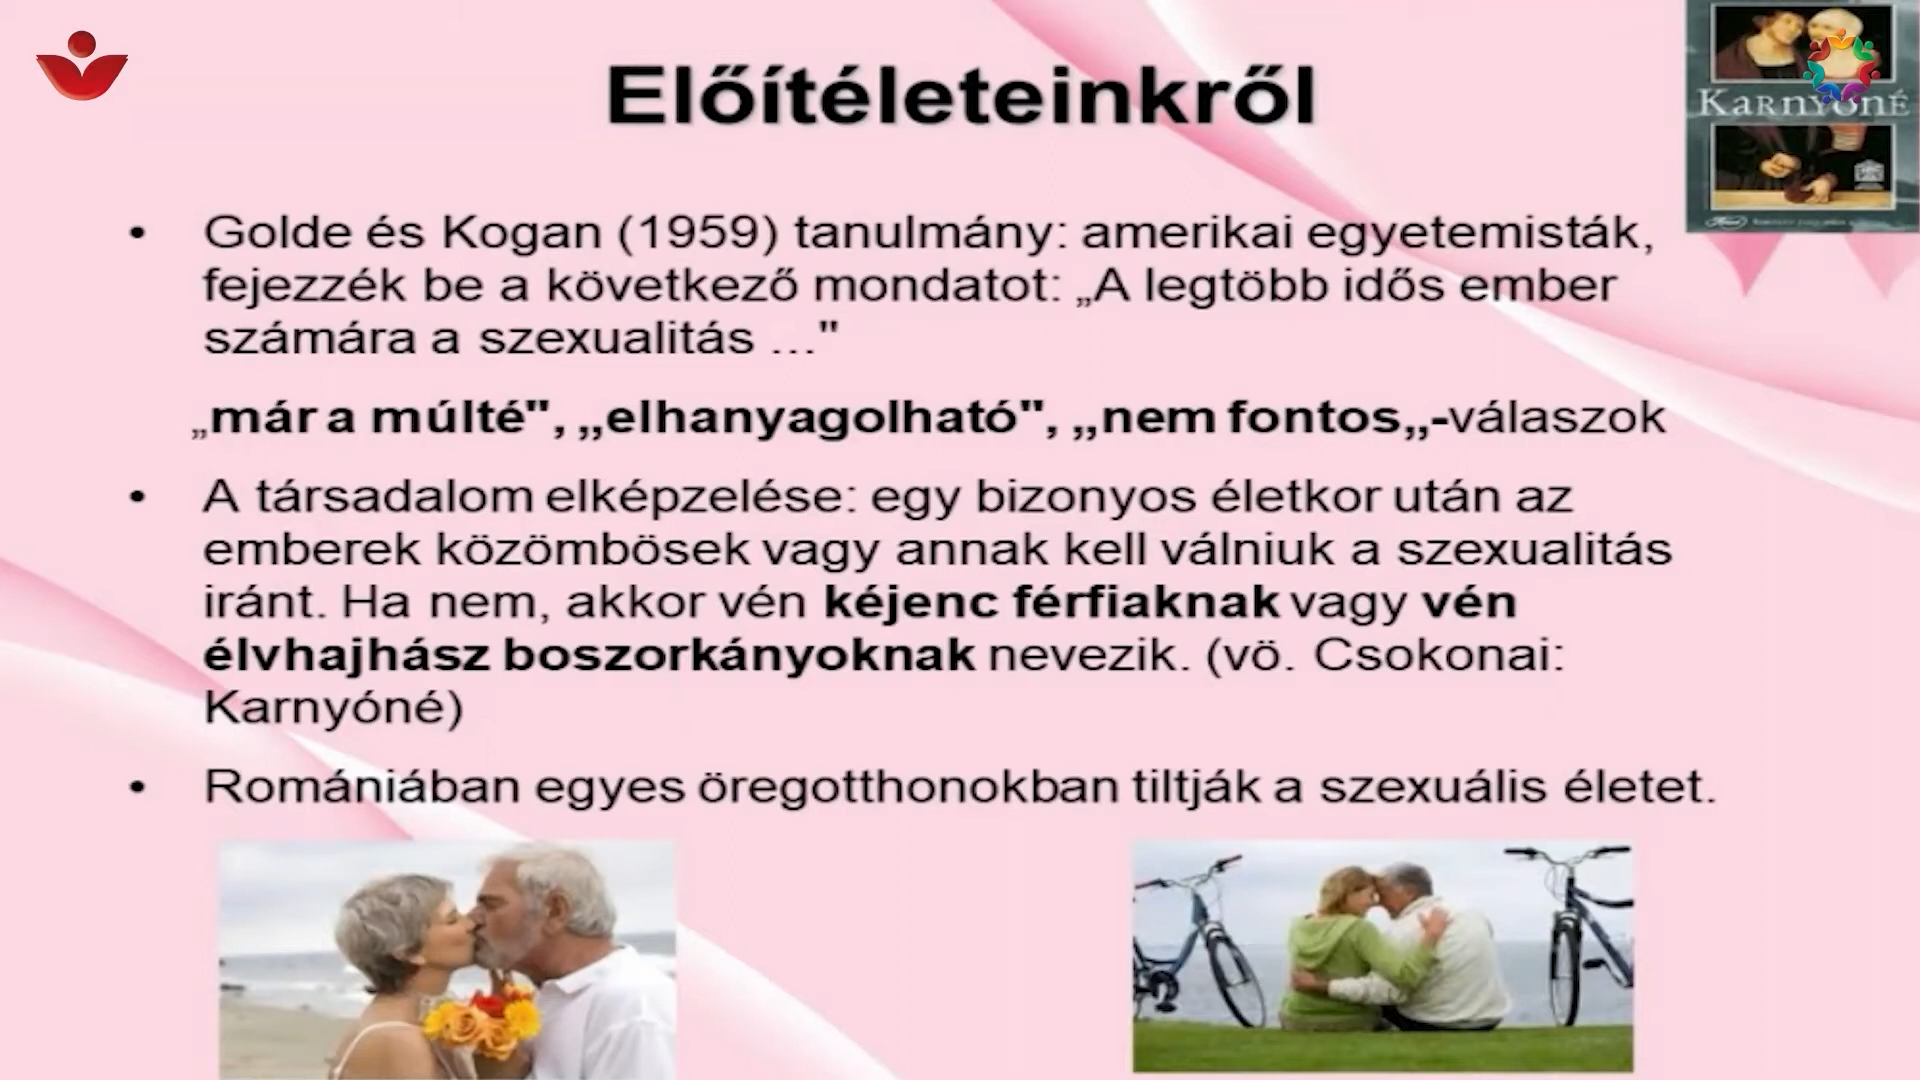 Előítéleteinkről
Karnyóné
• Golde és Kogan (1959) tanulmány: amerikai egyetemisták,
fejezzék be a következő mondatot: „A legtöbb idős ember
számára a szexualitás ..."
„már a múlté", „elhanyagolható", „nem fontos„-válaszok
• A társadalom elképzelése: egy bizonyos életkor után az
emberek közömbösek vagy annak kell válniuk a szexualitás
iránt. Ha nem, akkor vén kéjenc férfiaknak vagy vén
élvhajhász boszorkányoknak nevezik. (vö. Csokonai:
Karnyóné)
• Romániában egyes öregotthonokban tiltják a szexuális életet.